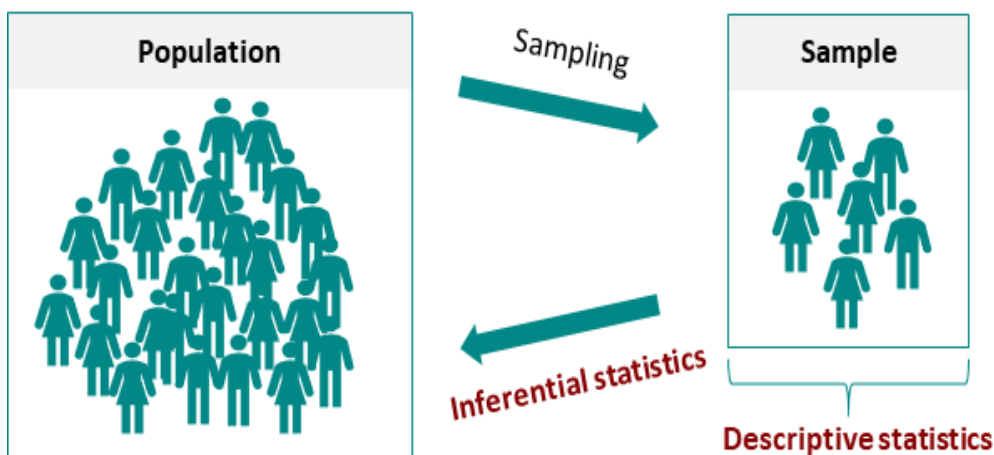 Population
Sampling
Sample
Inferential statistics
Descriptive statistics